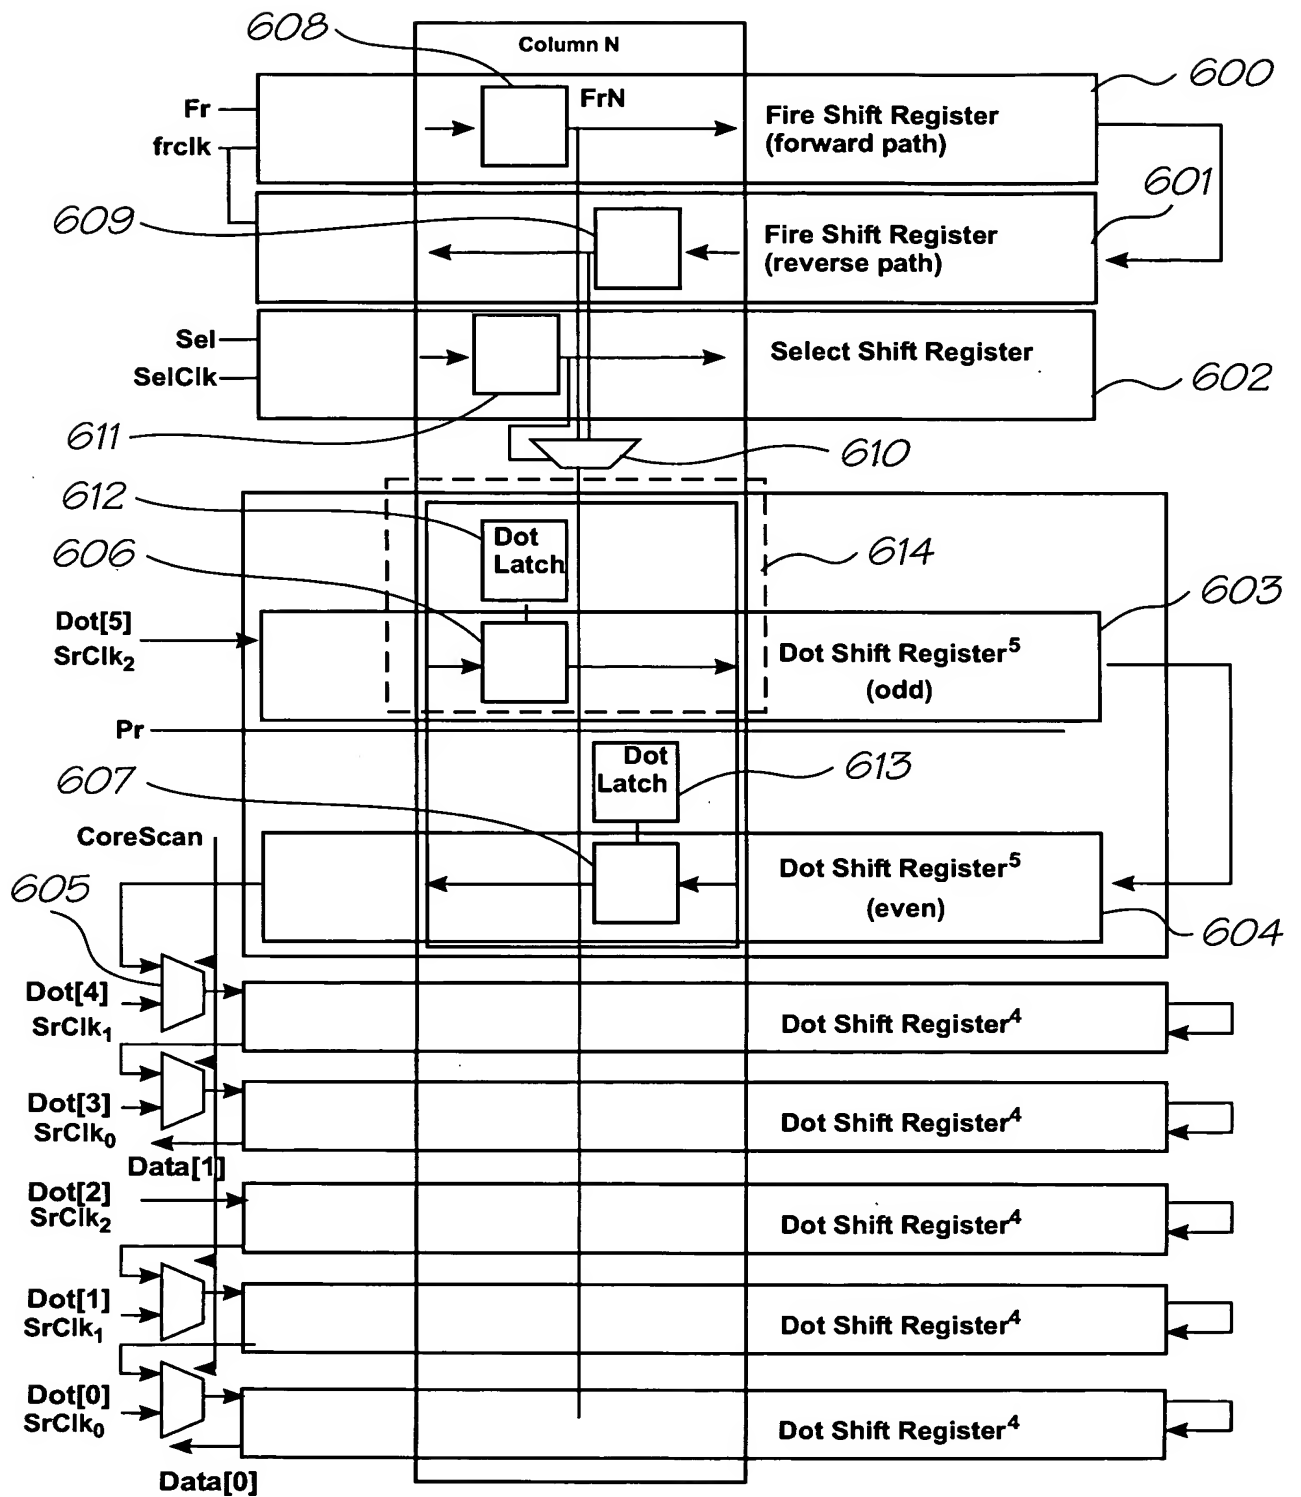 608
Column N
600
Fr
FrN
Fire Shift Register
(forward path)
frclk
601
609
Fire Shift Register
(reverse path)
Sel
SelClk
Select Shift Register
602
611
610
612
Dot
Latch
606
614
603
Dot[5]
SrClk₂
Dot Shift Register⁵
(odd)
Pr
Dot
Latch
613
607
CoreScan
605
Dot Shift Register⁵
(even)
604
Dot[4]
SrClk₁
Dot Shift Register⁴
Dot[3]
SrClk₀
Dot Shift Register⁴
Data[1]
Dot[2]
SrClk₂
Dot Shift Register⁴
Dot[1]
SrClk₁
Dot Shift Register⁴
Dot[0]
SrClk₀
Dot Shift Register⁴
Data[0]